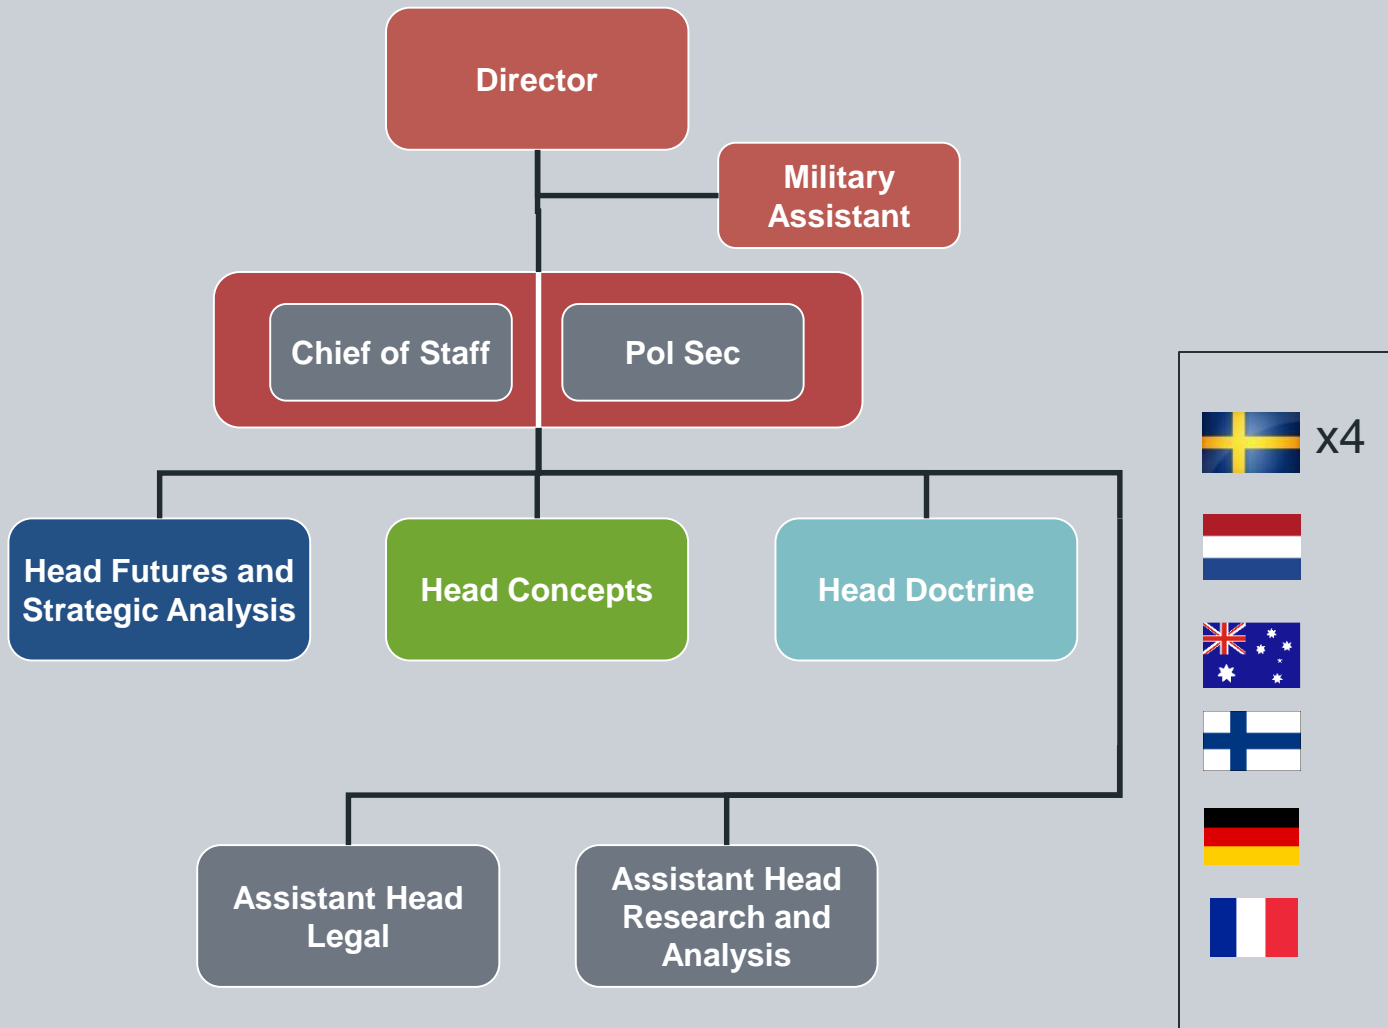 Director
Military
Assistant
Chief of Staff
Pol Sec
x4
Head Futures and
Strategic Analysis
Head Concepts
Head Doctrine
Assistant Head
Legal
Assistant Head
Research and
Analysis